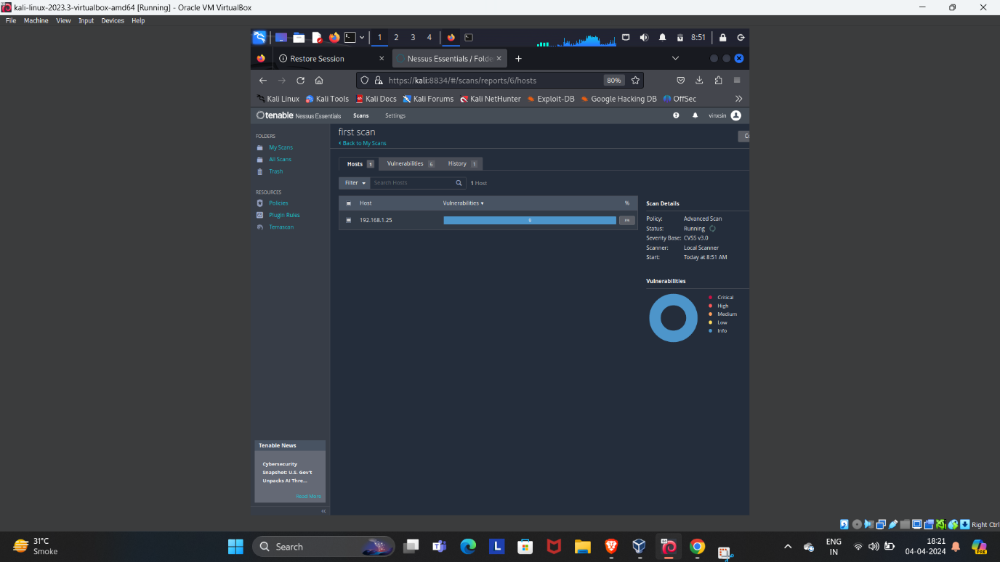 kali-linux-2023.3-virtualbox-amd64 [Running] - Oracle VM VirtualBox
File Machine View Input Devices Help
1 2 3 4 8:51
Restore Session Nessus Essentials / Folde
https://kali:8834/#/scans/reports/6/hosts 80%
Kali Linux Kali Tools Kali Docs Kali Forums Kali NetHunter Exploit-DB Google Hacking DB OffSec
tenable Nessus Essentials Scans Settings vinxsin
FOLDERS
My Scans
All Scans
Trash
RESOURCES
Policies
Plugin Rules
Terrascan
first scan
Back to My Scans
Hosts 1 Vulnerabilities 6 History 1
Filter Search Hosts 1 Host
Host Vulnerabilities %
192.168.1.25
Scan Details
Policy: Advanced Scan
Status: Running
Severity Base: CVSS v3.0
Scanner: Local Scanner
Start: Today at 8:51 AM
Vulnerabilities
Critical
High
Medium
Low
Info
Tenable News
Cybersecurity
Snapshot: U.S. Gov't
Unpacks AI Thre...
Read More
Right Ctrl
31°C
Smoke
Search
ENG
IN
18:21
04-04-2024
PRE